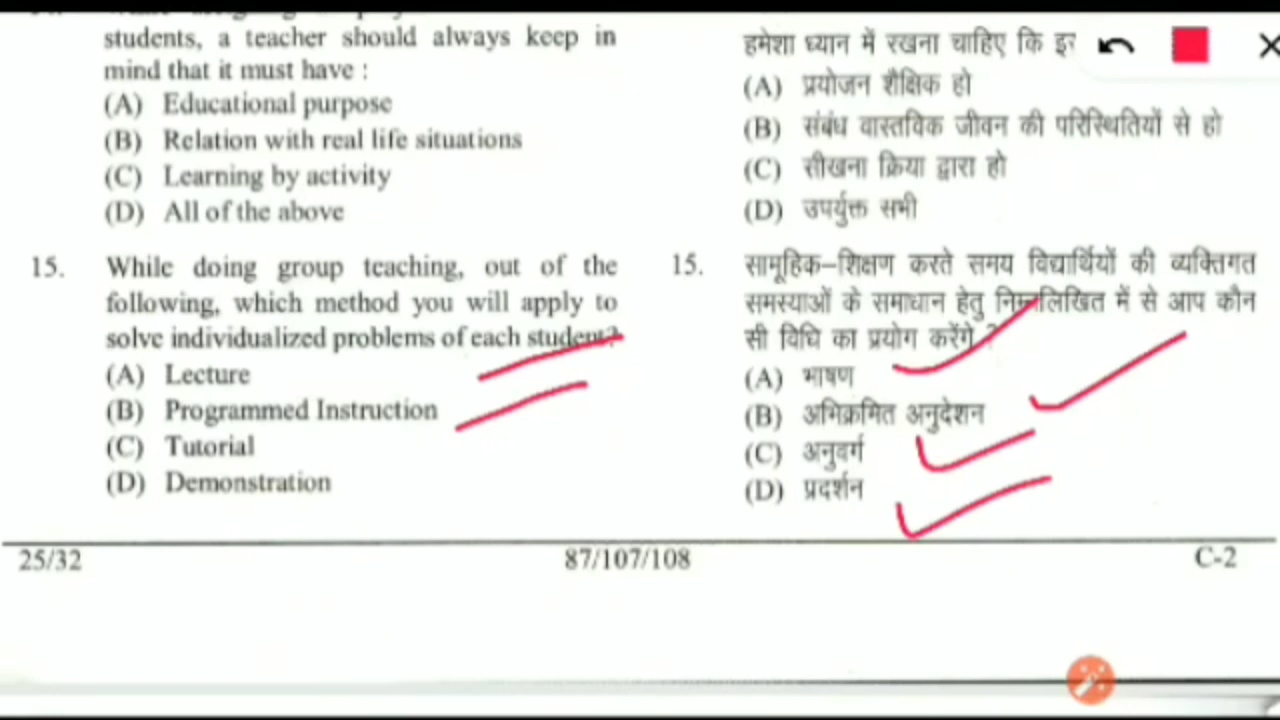 students, a teacher should always keep in
mind that it must have :
(A) Educational purpose
(B) Relation with real life situations
(C) Learning by activity
(D) All of the above
15. While doing group teaching, out of the
following, which method you will apply to
solve individualized problems of each student?
(A) Lecture
(B) Programmed Instruction
(C) Tutorial
(D) Demonstration
हमेशा ध्यान में रखना चाहिए कि
(A) प्रयोजन शैक्षिक हो
(B) संबंध वास्तविक जीवन की परिस्थितियों से हो
(C) सीखना क्रिया द्वारा हो
(D) उपर्युक्त सभी
15. सामूहिक–शिक्षण करते समय विद्यार्थियों की व्यक्तिगत
समस्याओं के समाधान हेतु निम्नलिखित में से आप कौन
सी विधि का प्रयोग करेंगे ?
(A) भाषण
(B) अभिक्रमित अनुदेशन
(C) अनुवर्ग
(D) प्रदर्शन
25/32 87/107/108 C-2